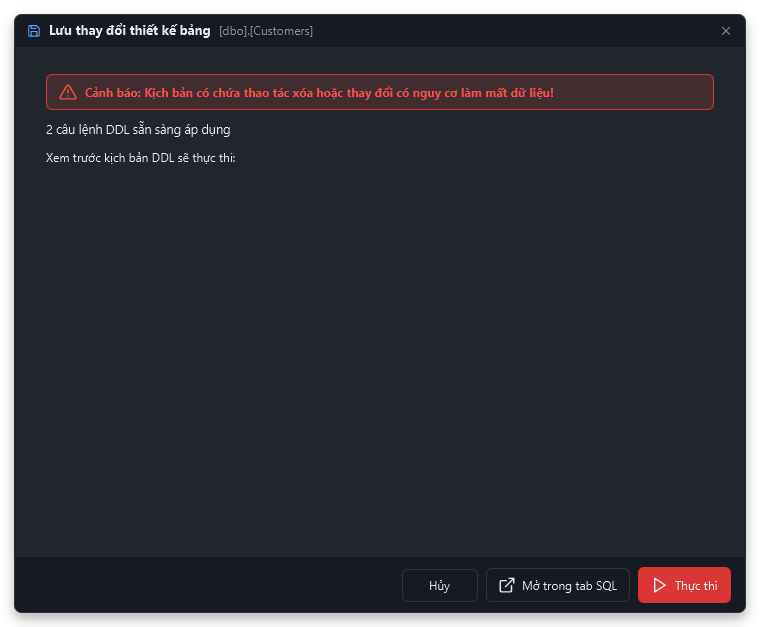 Lưu thay đổi thiết kế bảng [dbo].[Customers]
Cảnh báo: Kịch bản có chứa thao tác xóa hoặc thay đổi có nguy cơ làm mất dữ liệu!
2 câu lệnh DDL sẵn sàng áp dụng
Xem trước kịch bản DDL sẽ thực thi:
Hủy Mở trong tab SQL Thực thi